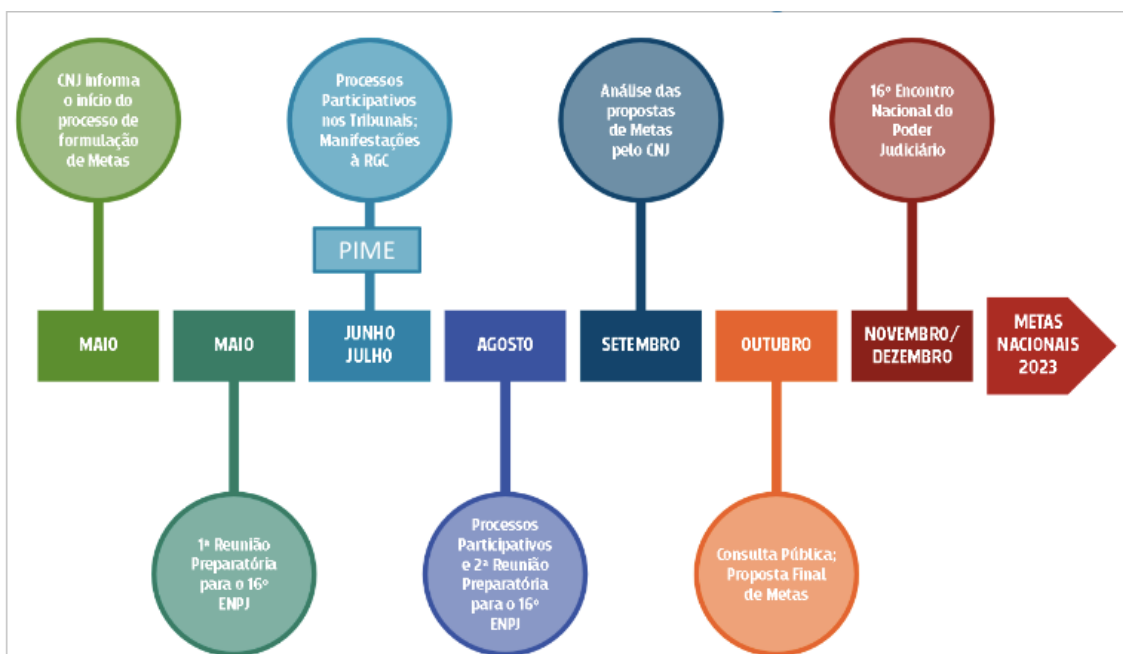 CNJ informa
o início do
processo de
formulação
de Metas
Processos
Participativos
nos Tribunais;
Manifestações
à RGC
Análise das
propostas
de Metas
pelo CNJ
16º Encontro
Nacional do
Poder
Judiciário
PIME
MAIO
MAIO
JUNHO
JULHO
AGOSTO
SETEMBRO
OUTUBRO
NOVEMBRO/
DEZEMBRO
METAS
NACIONAIS
2023
1ª Reunião
Preparatória
para o 16º
ENPJ
Processos
Participativos
e 2ª Reunião
Preparatória
para o 16º
ENPJ
Consulta Pública;
Proposta Final
de Metas